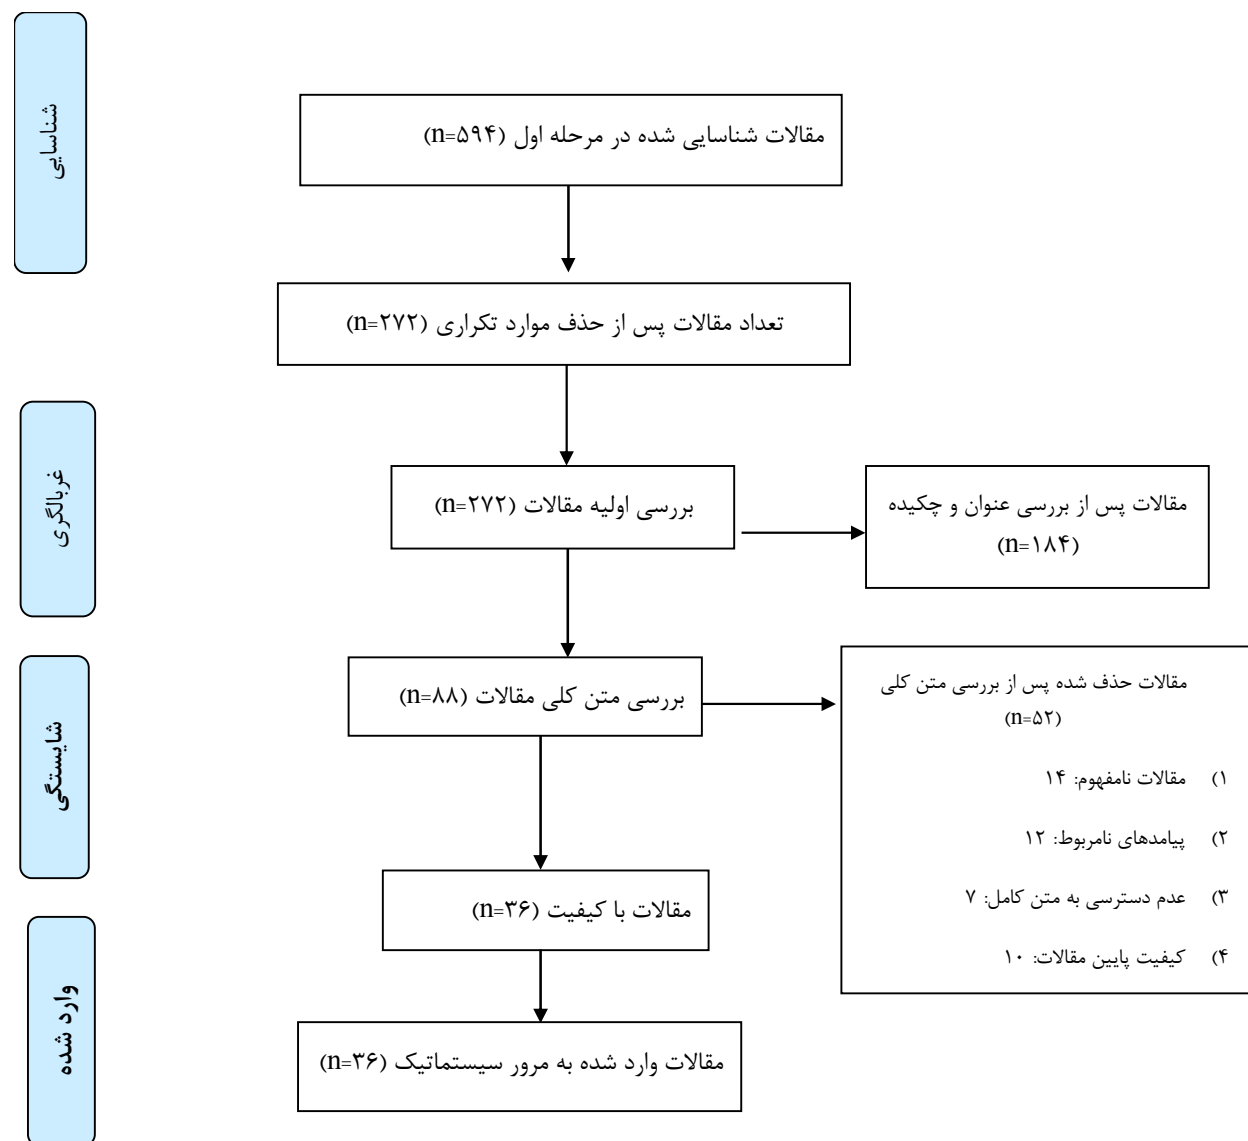 شناسایی
مقالات شناسایی شده در مرحله اول (n=۵۹۴)
تعداد مقالات پس از حذف موارد تکراری (n=۲۷۲)
غربالگری
بررسی اولیه مقالات (n=۲۷۲)
مقالات پس از بررسی عنوان و چکیده
(n=۱۸۴)
شایستگی
بررسی متن کلی مقالات (n=۸۸)
مقالات حذف شده پس از بررسی متن کلی
(n=۵۲)
۱) مقالات نامفهوم: ۱۴
۲) پیامدهای نامربوط: ۱۲
۳) عدم دسترسی به متن کامل: ۷
۴) کیفیت پایین مقالات: ۱۰
مقالات با کیفیت (n=۳۶)
وارد شده
مقالات وارد شده به مرور سیستماتیک (n=۳۶)